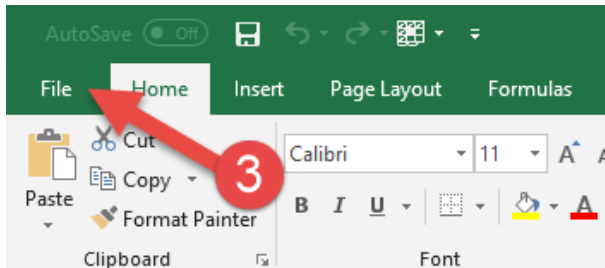 AutoSave Off
File Home Insert Page Layout Formulas
Cut
Calibri 11 A A
Copy
3
Paste
B I U A
Format Painter
Clipboard Font